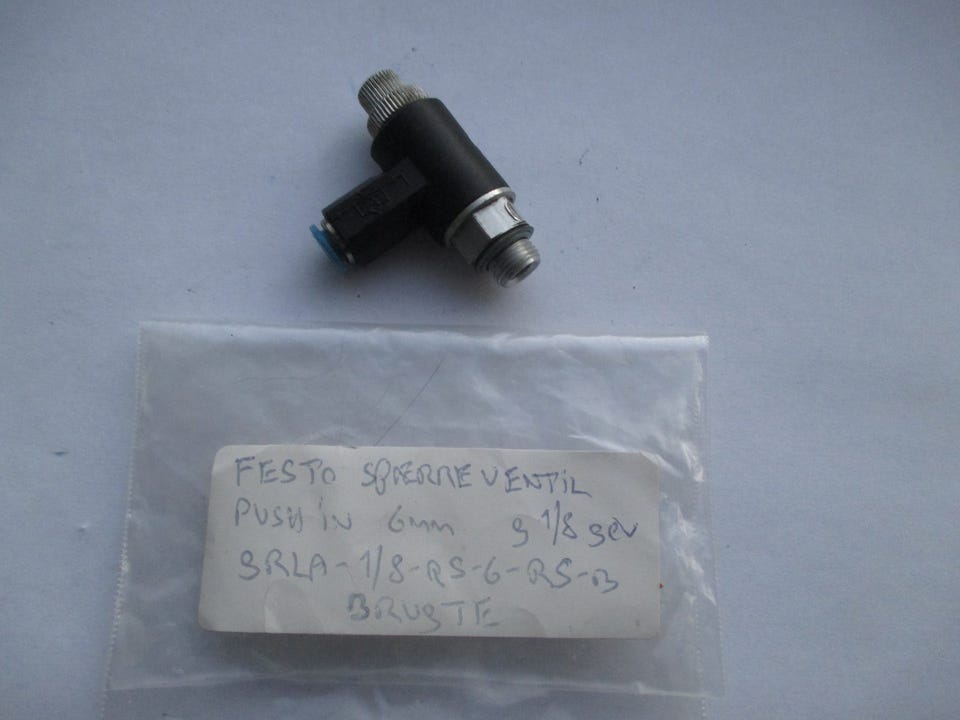 FESTO SPÆRREVENTIL
PUSH IN 6mm g 1/8 gev
GRLA-1/8-RS-6-RS-B
BRUGTE